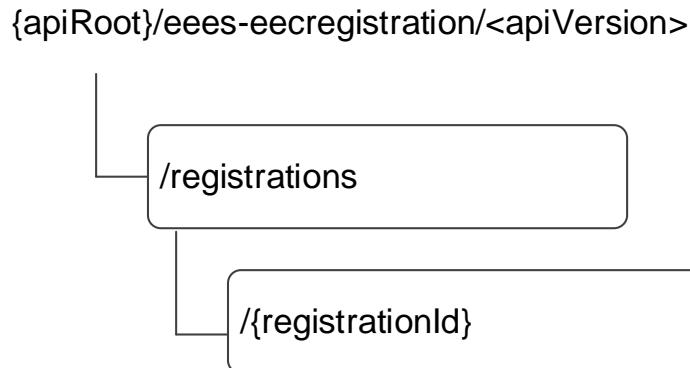 {apiRoot}/eees-eecregistration/<apiVersion>
/registrations
/{registrationId}